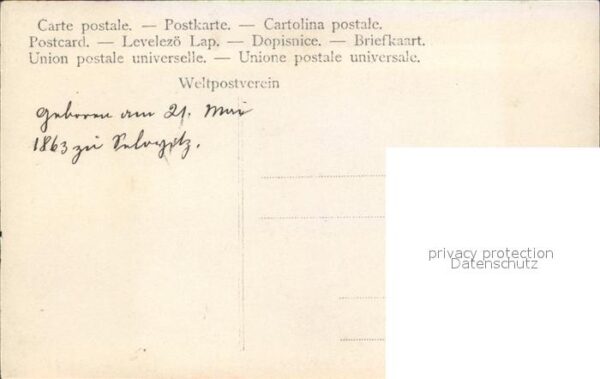 Carte postale. — Postkarte. — Cartolina postale.
Postcard. — Levelező Lap. — Dopisnice. — Briefkaart.
Union postale universelle. — Unione postale universale.
Weltpostverein
geboren am 21. Mai
1863 zu
privacy protection
Datenschutz